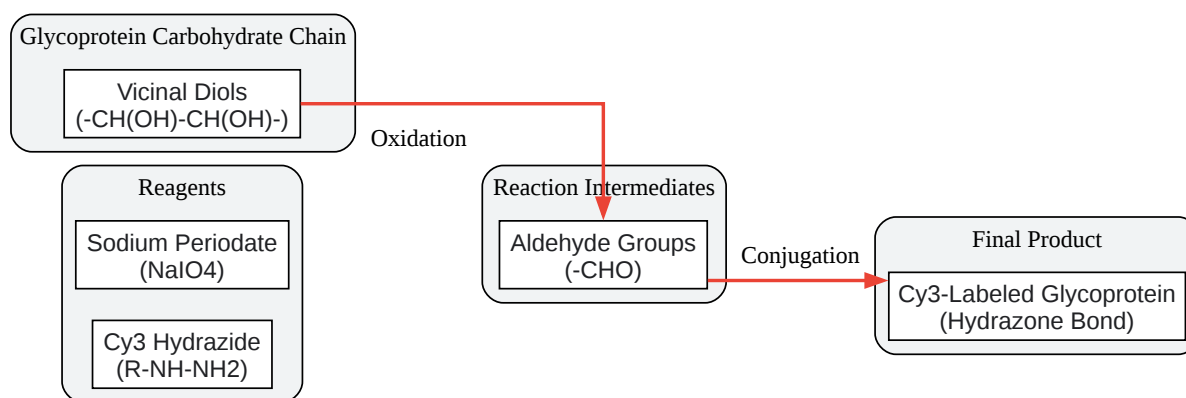 Glycoprotein Carbohydrate Chain
Vicinal Diols
(-CH(OH)-CH(OH)-)
Oxidation
Reagents
Sodium Periodate
(NaIO4)
Cy3 Hydrazide
(R-NH-NH2)
Reaction Intermediates
Aldehyde Groups
(-CHO)
Conjugation
Final Product
Cy3-Labeled Glycoprotein
(Hydrazone Bond)